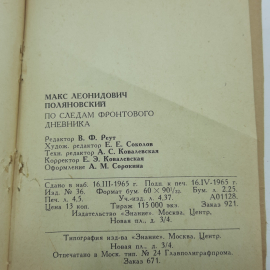 МАКС ЛЕОНИДОВИЧ
ПОЛЯНОВСКИЙ
ПО СЛЕДАМ ФРОНТОВОГО
ДНЕВНИКА
Редактор В. Ф. Реут
Худож. редактор Е. Е. Соколов
Техн. редактор А. С. Ковалевская
Корректор Е. Э. Ковалевская
Оформление А. М. Сорокина
Сдано в наб. 16.III-1965 г. Подп. в печ. 16.IV-1965 г.
Изд. № 36. Формат бум. 60 × 90¹/₃₂. Бум. л. 2,25.
Печ. л. 4,5. Уч.-изд. л. 4,37. А01128.
Цена 13 коп. Тираж 115 000 экз. Заказ 921.
Издательство «Знание». Москва, Центр,
Новая пл., д. 3/4.
Типография изд-ва «Знание». Москва, Центр,
Новая пл., д. 3/4.
Отпечатано в Моск. тип. № 24 Главполиграфпрома.
Заказ 671.